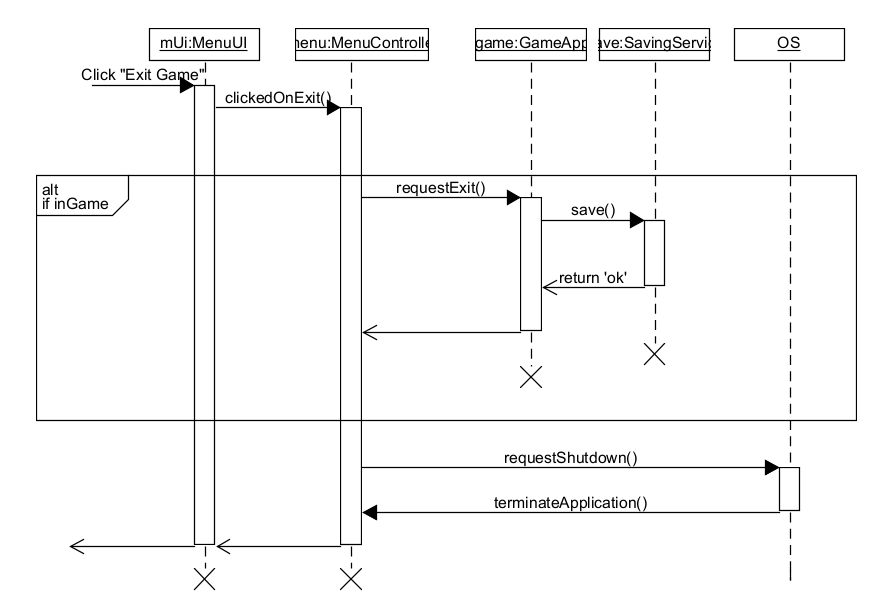 mUi:MenuUI
menu:MenuControlle
game:GameApp
ave:SavingServic
OS
Click "Exit Game"
clickedOnExit()
alt
if inGame
requestExit()
save()
return 'ok'
requestShutdown()
terminateApplication()